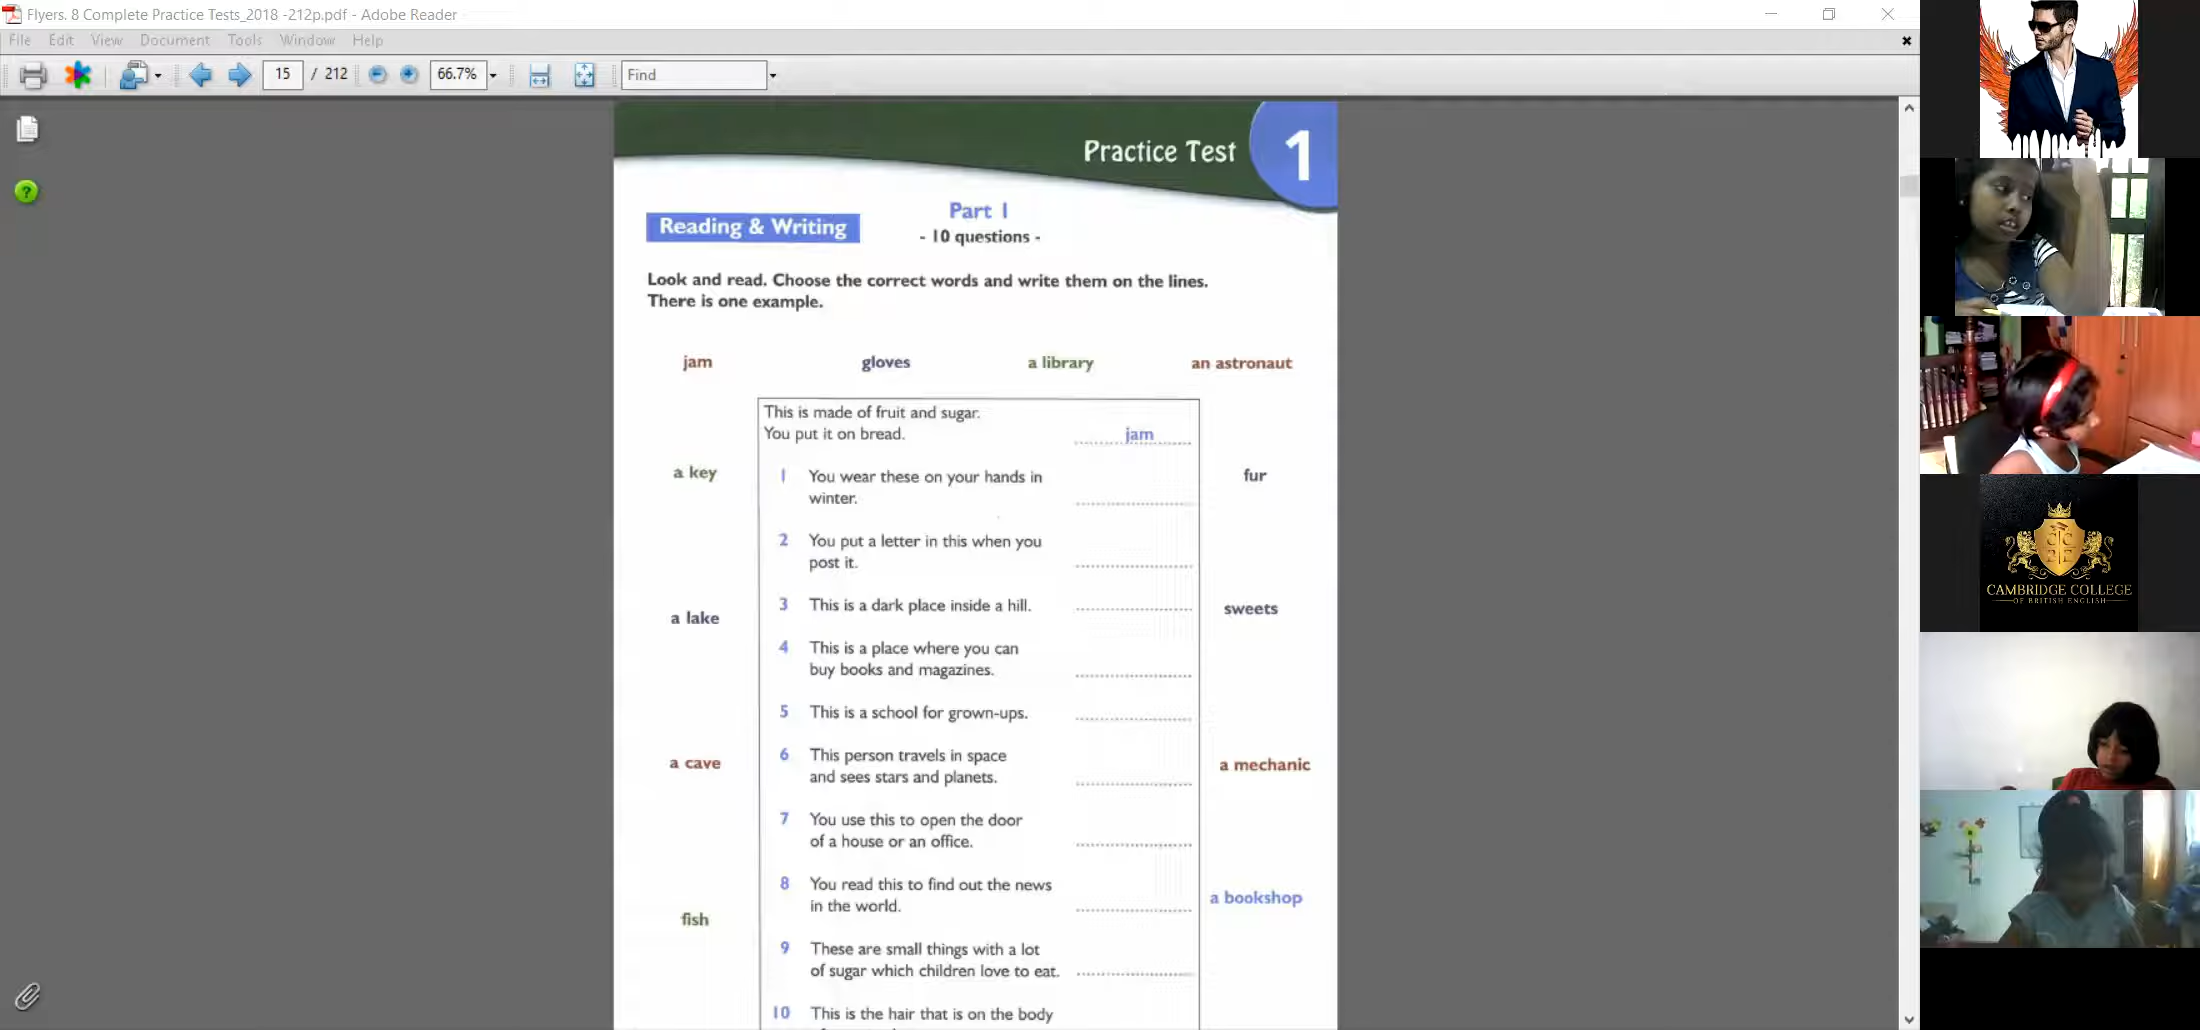 Flyers. 8 Complete Practice Tests_2018 -212p.pdf - Adobe Reader
File Edit View Document Tools Window Help
15 / 212 66.7% Find
Practice Test 1
Part 1
Reading & Writing
- 10 questions -
Look and read. Choose the correct words and write them on the lines.
There is one example.
jam gloves a library an astronaut
This is made of fruit and sugar.
You put it on bread. jam
a key
1 You wear these on your hands in
winter.
fur
2 You put a letter in this when you
post it.
3 This is a dark place inside a hill.
a lake
sweets
4 This is a place where you can
buy books and magazines.
5 This is a school for grown-ups.
6 This person travels in space
and sees stars and planets.
a cave
a mechanic
7 You use this to open the door
of a house or an office.
8 You read this to find out the news
in the world.
a bookshop
fish
9 These are small things with a lot
of sugar which children love to eat.
10 This is the hair that is on the body
CAMBRIDGE COLLEGE
OF BRITISH ENGLISH